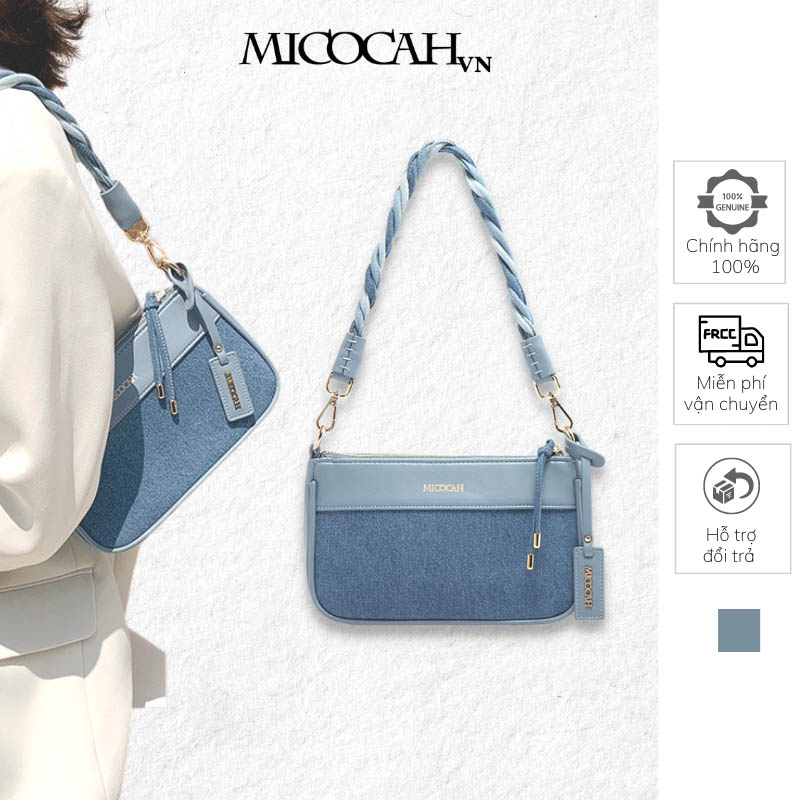 MICOCAH VN
MICOCAH
MICOCAH
MICOCAH
MICOCAH
100%
GENUINE
Chính hãng
100%
FREE
Miễn phí
vận chuyển
Hỗ trợ
đổi trả